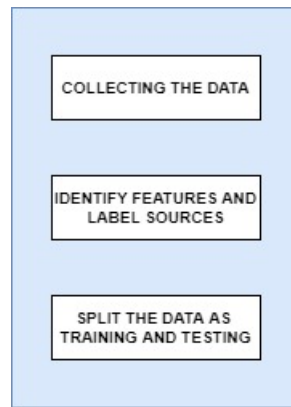 COLLECTING THE DATA
IDENTIFY FEATURES AND
LABEL SOURCES
SPLIT THE DATA AS
TRAINING AND TESTING